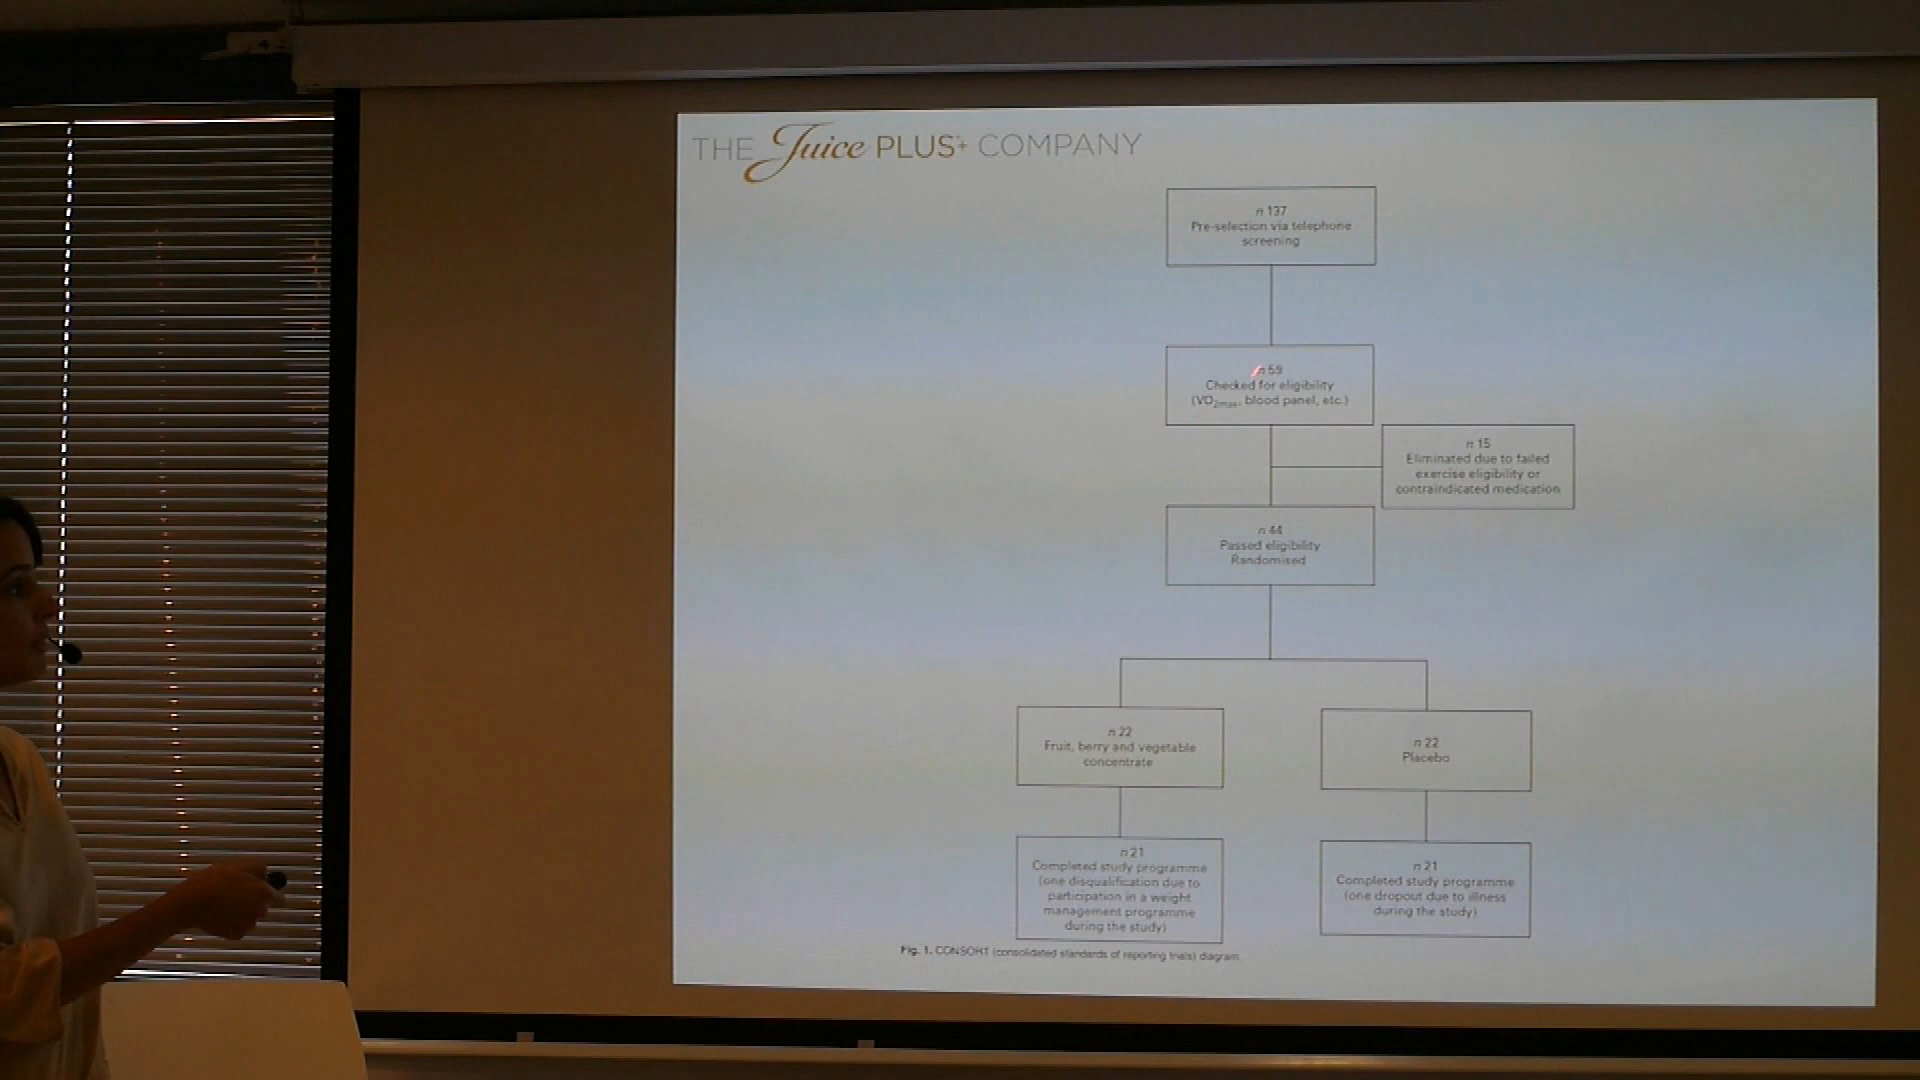 THE Juice PLUS+ COMPANY
n 137
Pre-selection via telephone
screening
n 59
Checked for eligibility
(VO2max, blood panel, etc.)
n 15
Eliminated due to failed
exercise eligibility or
contraindicated medication
n 44
Passed eligibility
Randomised
n 22
Fruit, berry and vegetable
concentrate
n 22
Placebo
n 21
Completed study programme
(one disqualification due to
participation in a weight
management programme
during the study)
n 21
Completed study programme
(one dropout due to illness
during the study)
Fig. 1. CONSORT (consolidated standards of reporting trials) diagram.